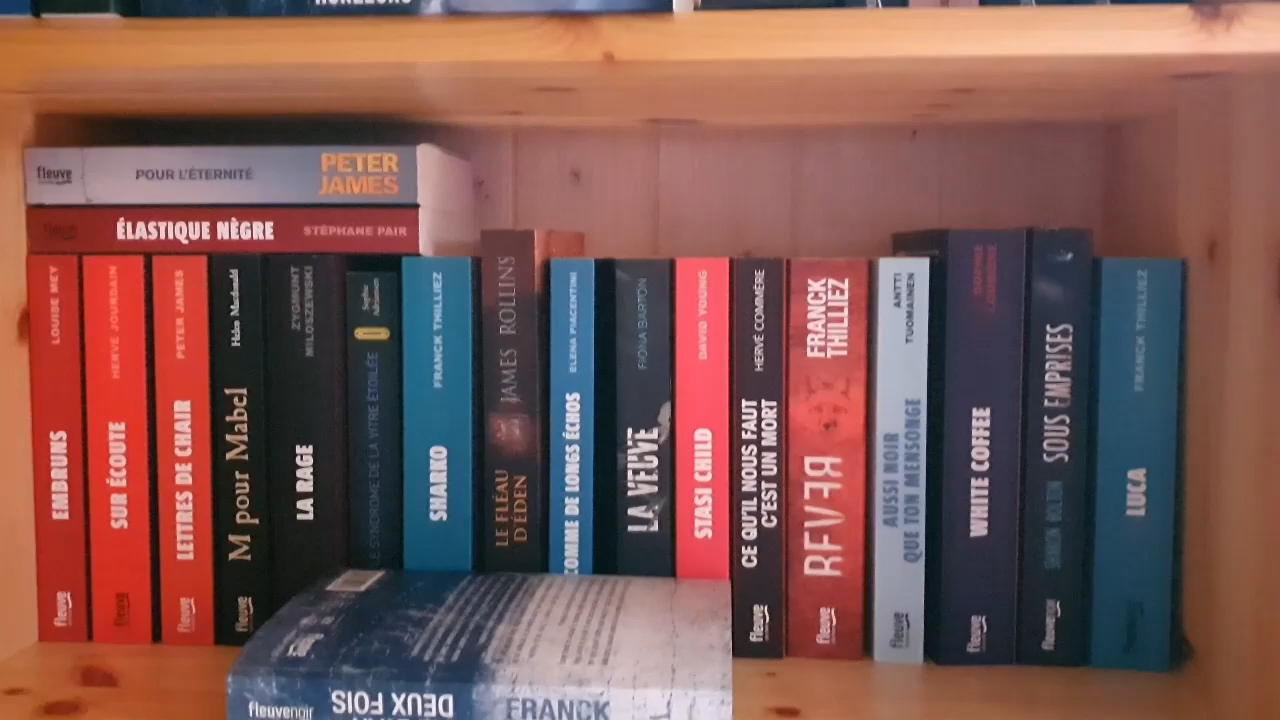 fleuve
POUR L'ÉTERNITÉ
PETER
JAMES
ÉLASTIQUE NÈGRE
STÉPHANE PAIR
LOUISE MEY
EMBRUNS
fleuve
HERVÉ JOURDAIN
SUR ÉCOUTE
fleuve
PETER JAMES
LETTRES DE CHAIR
fleuve
Helen Macdonald
M pour Mabel
fleuve
ZYGMUNT
MILOSZEWSKI
LA RAGE
LE SYNDROME DE LA VITRE ÉTOILÉE
FRANCK THILLIEZ
SHARKO
JAMES ROLLINS
LE FLÉAU
D'ÉDEN
ELENA PIACENTINI
COMME DE LONGS ÉCHOS
FIONA BARTON
LA VEUVE
DAVID YOUNG
STASI CHILD
HERVÉ COMMÈRE
CE QU'IL NOUS FAUT
C'EST UN MORT
fleuve
FRANCK
THILLIEZ
RÊVER
fleuve
ANTTI
TUOMAINEN
AUSSI NOIR
QUE TON MENSONGE
fleuve
WHITE COFFEE
fleuve
SOUS EMPRISES
SHARON BOLTON
fleuve
FRANCK THILLIEZ
LUCA
fleuvenoir
DEUX FOIS
FRANCK